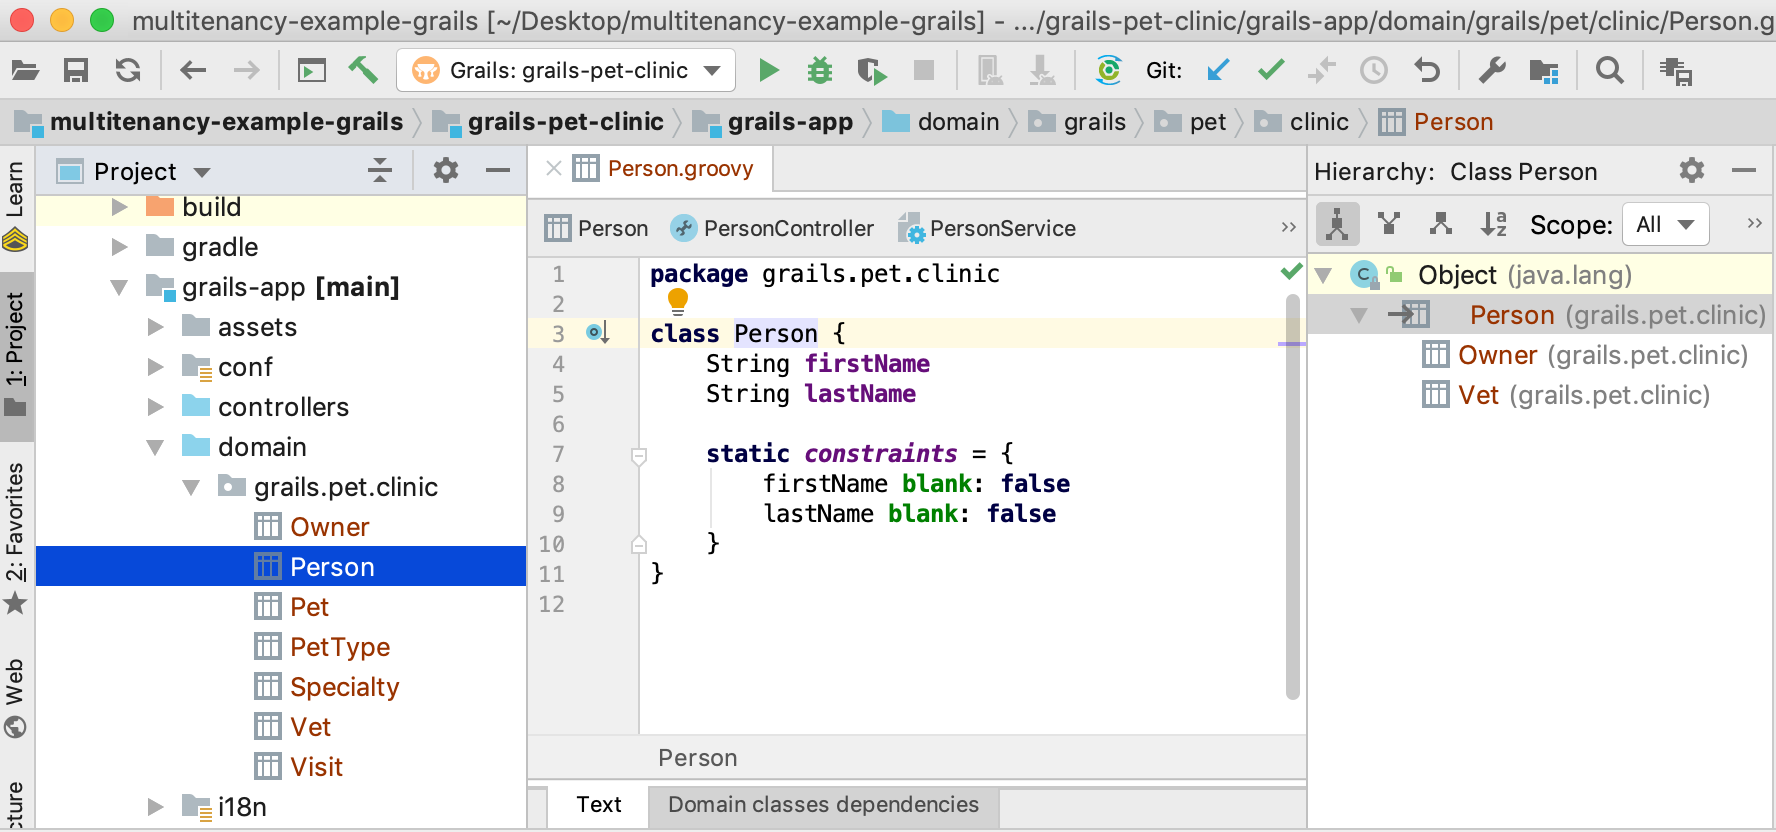 multitenancy-example-grails [~/Desktop/multitenancy-example-grails] - .../grails-pet-clinic/grails-app/domain/grails/pet/clinic/Person.g
Grails: grails-pet-clinic
Git:
multitenancy-example-grails grails-pet-clinic grails-app domain grails pet clinic Person
Learn
1: Project
2: Favorites
Web
cture
Project
build
gradle
grails-app [main]
assets
conf
controllers
domain
grails.pet.clinic
Owner
Person
Pet
PetType
Specialty
Vet
Visit
i18n
Person.groovy
Person PersonController PersonService
1 package grails.pet.clinic
2
3 class Person {
4 String firstName
5 String lastName
6
7 static constraints = {
8 firstName blank: false
9 lastName blank: false
10 }
11 }
12
Person
Text Domain classes dependencies
Hierarchy: Class Person
Scope: All
Object (java.lang)
Person (grails.pet.clinic)
Owner (grails.pet.clinic)
Vet (grails.pet.clinic)